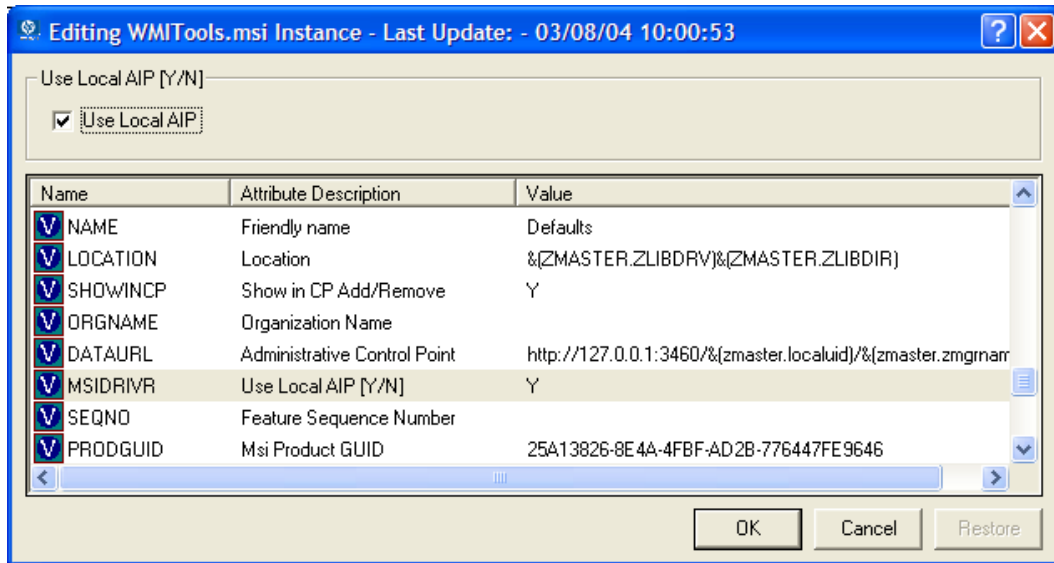 Editing WMITools.msi Instance - Last Update: - 03/08/04 10:00:53
Use Local AIP [Y/N]
Use Local AIP
Name Attribute Description Value
NAME Friendly name Defaults
LOCATION Location &(ZMASTER.ZLIBDRV)&(ZMASTER.ZLIBDIR)
SHOWINCP Show in CP Add/Remove Y
ORGNAME Organization Name
DATAURL Administrative Control Point http://127.0.0.1:3460/&(zmaster.localuid)/&(zmaster.zmgrnam
MSIDRIVR Use Local AIP [Y/N] Y
SEQNO Feature Sequence Number
PRODGUID Msi Product GUID 25A13826-8E4A-4FBF-AD2B-776447FE9646
OK Cancel Restore